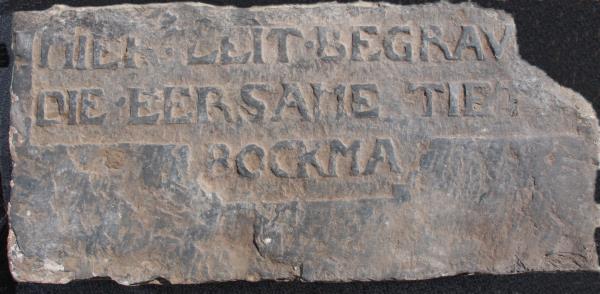 HIER · LEIT · BEGRAV
DIE · EERSAME TIE
BOCKMA